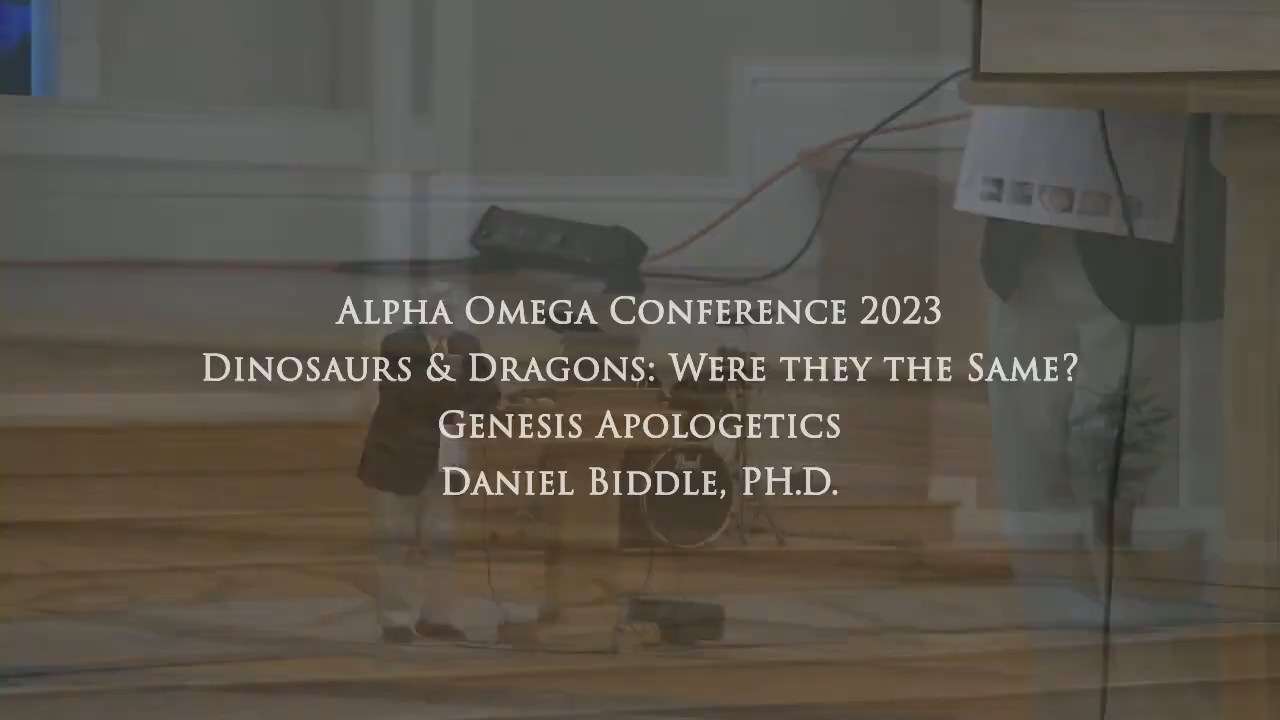 Alpha Omega Conference 2023
Dinosaurs & Dragons: Were they the Same?
Genesis Apologetics
Daniel Biddle, PH.D.